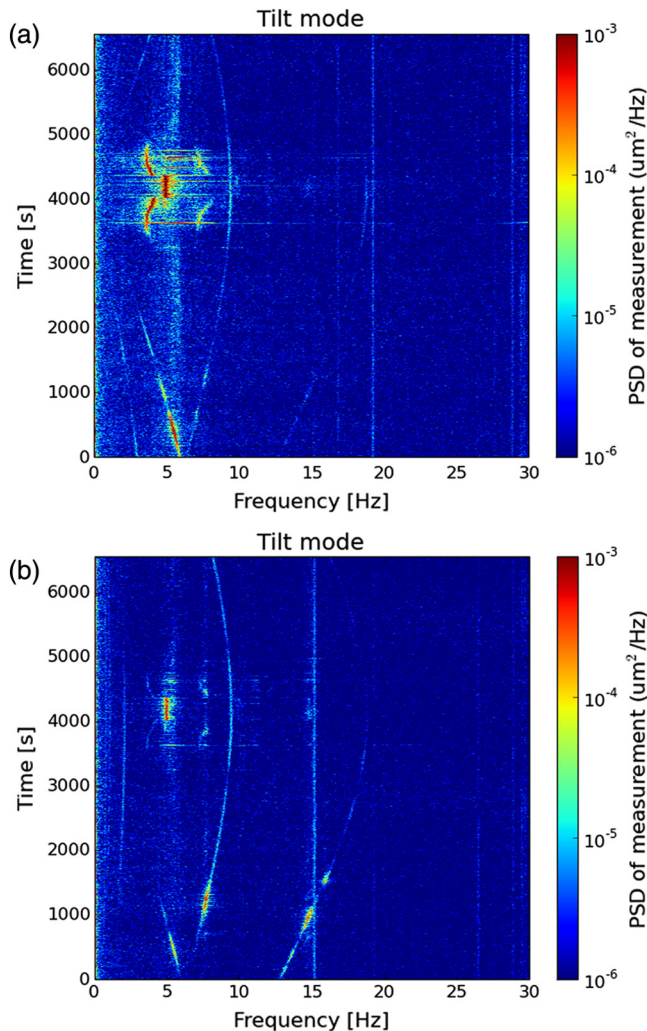 (a)
Tilt mode
6000
5000
4000
3000
2000
1000
0
Time [s]
0 5 10 15 20 25 30
Frequency [Hz]
10^-3
10^-4
10^-5
10^-6
PSD of measurement (um^2/Hz)
(b)
Tilt mode
6000
5000
4000
3000
2000
1000
0
Time [s]
0 5 10 15 20 25 30
Frequency [Hz]
10^-3
10^-4
10^-5
10^-6
PSD of measurement (um^2/Hz)